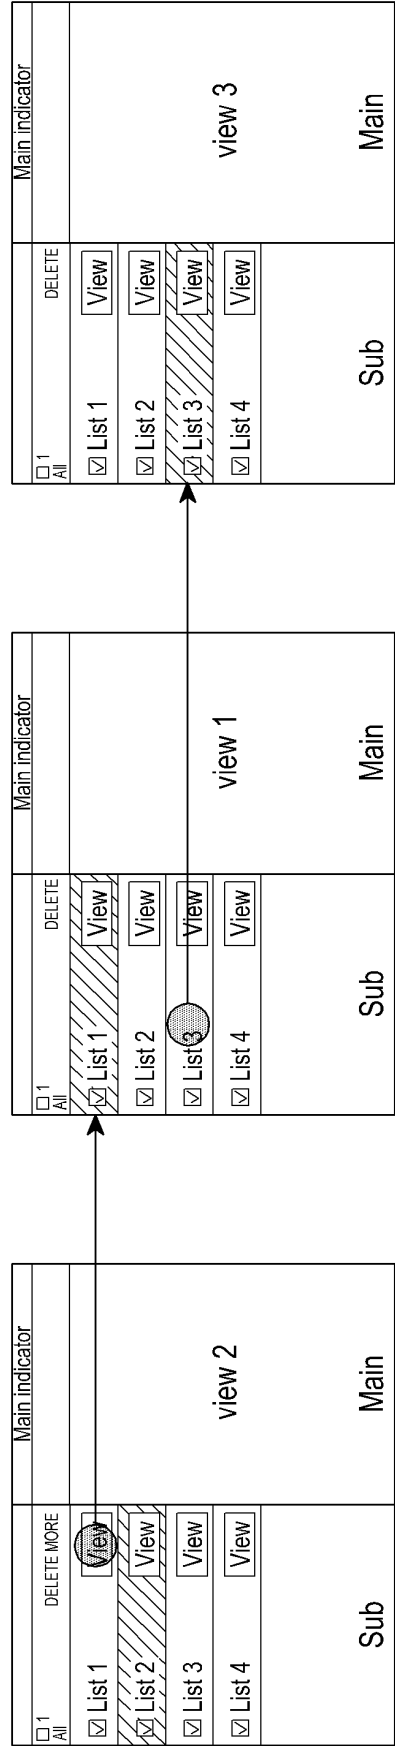 Main indicator
□ 1
All
DELETE MORE
☑ List 1 View
☑ List 2 View
☑ List 3 View
☑ List 4 View
view 2
Sub
Main
Main indicator
□ 1
All
DELETE
☑ List 1 View
☑ List 2 View
☑ List 3 View
☑ List 4 View
view 1
Sub
Main
Main indicator
□ 1
All
DELETE
☑ List 1 View
☑ List 2 View
☑ List 3 View
☑ List 4 View
view 3
Sub
Main